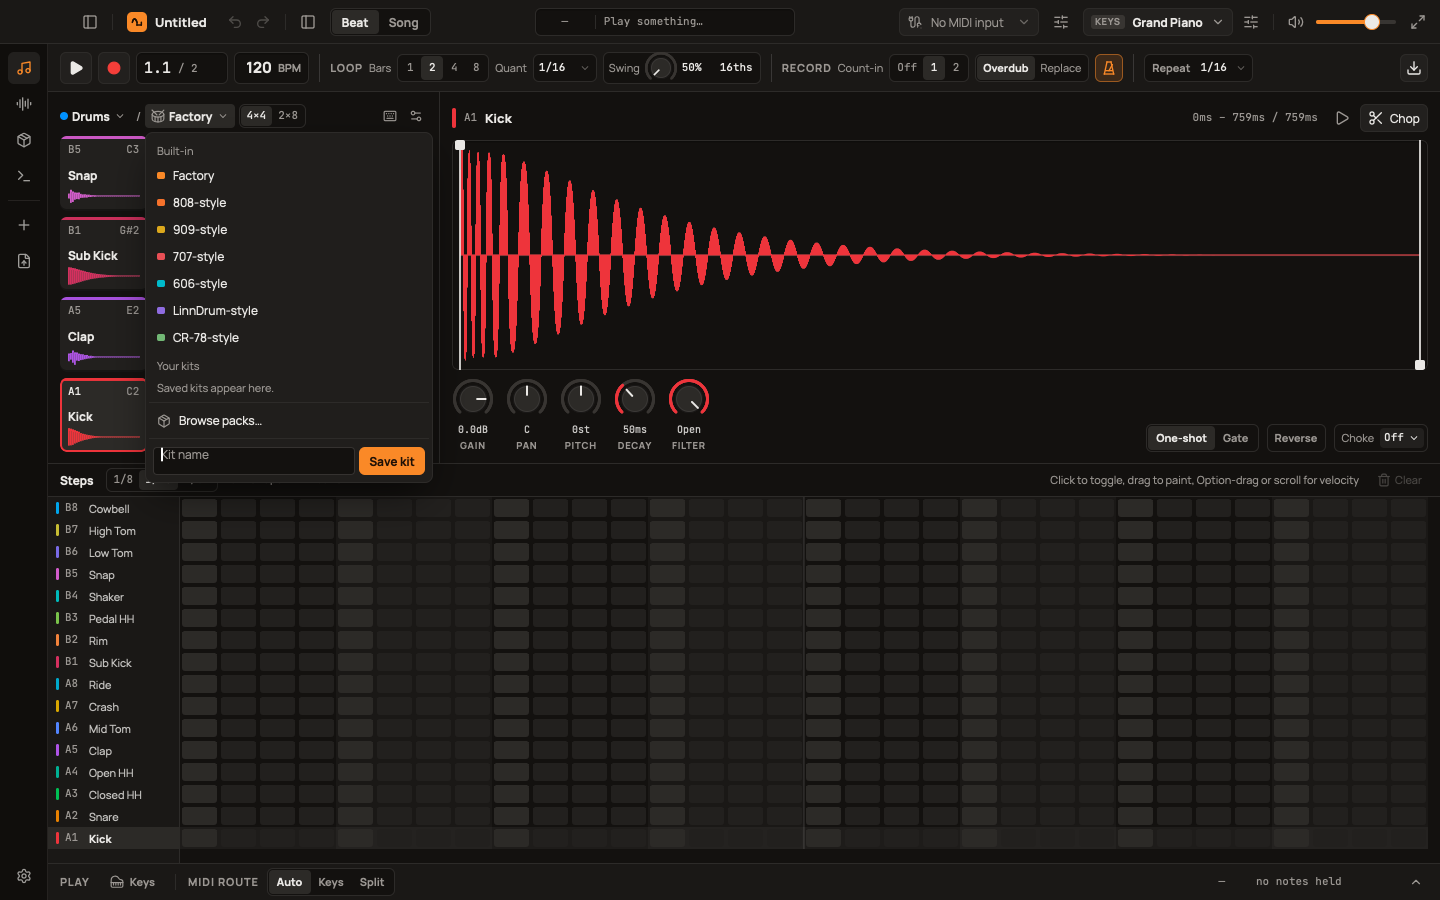 Untitled
Beat
Song
–
Play something…
No MIDI input
KEYS
Grand Piano
1.1 / 2
120 BPM
LOOP
Bars
1
2
4
8
Quant
1/16
Swing
50%
16ths
RECORD
Count-in
Off
1
2
Overdub
Replace
Repeat
1/16
Drums
/
Factory
4×4
2×8
A1
Kick
0ms – 759ms / 759ms
Chop
B5
C3
Snap
B1
G#2
Sub Kick
A5
E2
Clap
A1
C2
Kick
Built-in
Factory
808-style
909-style
707-style
606-style
LinnDrum-style
CR-78-style
Your kits
Saved kits appear here.
Browse packs…
Kit name
Save kit
0.0dB
GAIN
C
PAN
0st
PITCH
50ms
DECAY
Open
FILTER
One-shot
Gate
Reverse
Choke
Off
Steps
1/8
Click to toggle, drag to paint, Option-drag or scroll for velocity
Clear
B8 Cowbell
B7 High Tom
B6 Low Tom
B5 Snap
B4 Shaker
B3 Pedal HH
B2 Rim
B1 Sub Kick
A8 Ride
A7 Crash
A6 Mid Tom
A5 Clap
A4 Open HH
A3 Closed HH
A2 Snare
A1 Kick
PLAY
Keys
MIDI ROUTE
Auto
Keys
Split
–
no notes held